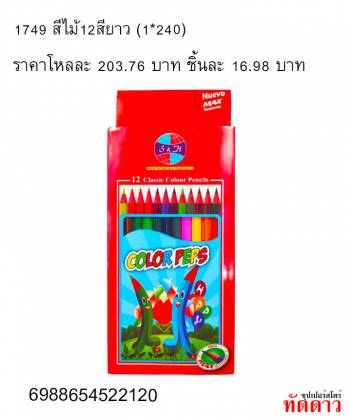 1749 สีไม้12สียาว (1*240)
ราคาโหลละ 203.76 บาท ชิ้นละ 16.98 บาท
Nuevo
MAX
S & H
12 Classic Colour Pencils
COLOR PEPS
6988654522120
ซุปเปอร์สโตร์
ทัดดาว